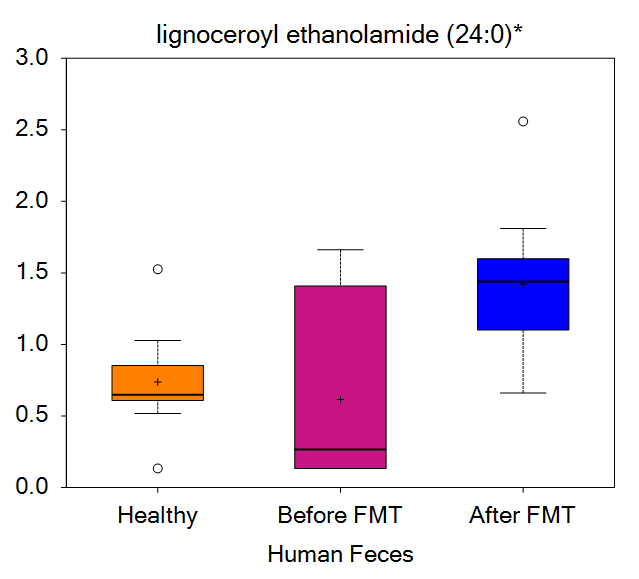 lignoceroyl ethanolamide (24:0)*
3.0
2.5
2.0
1.5
1.0
0.5
0.0
Healthy Before FMT After FMT
Human Feces